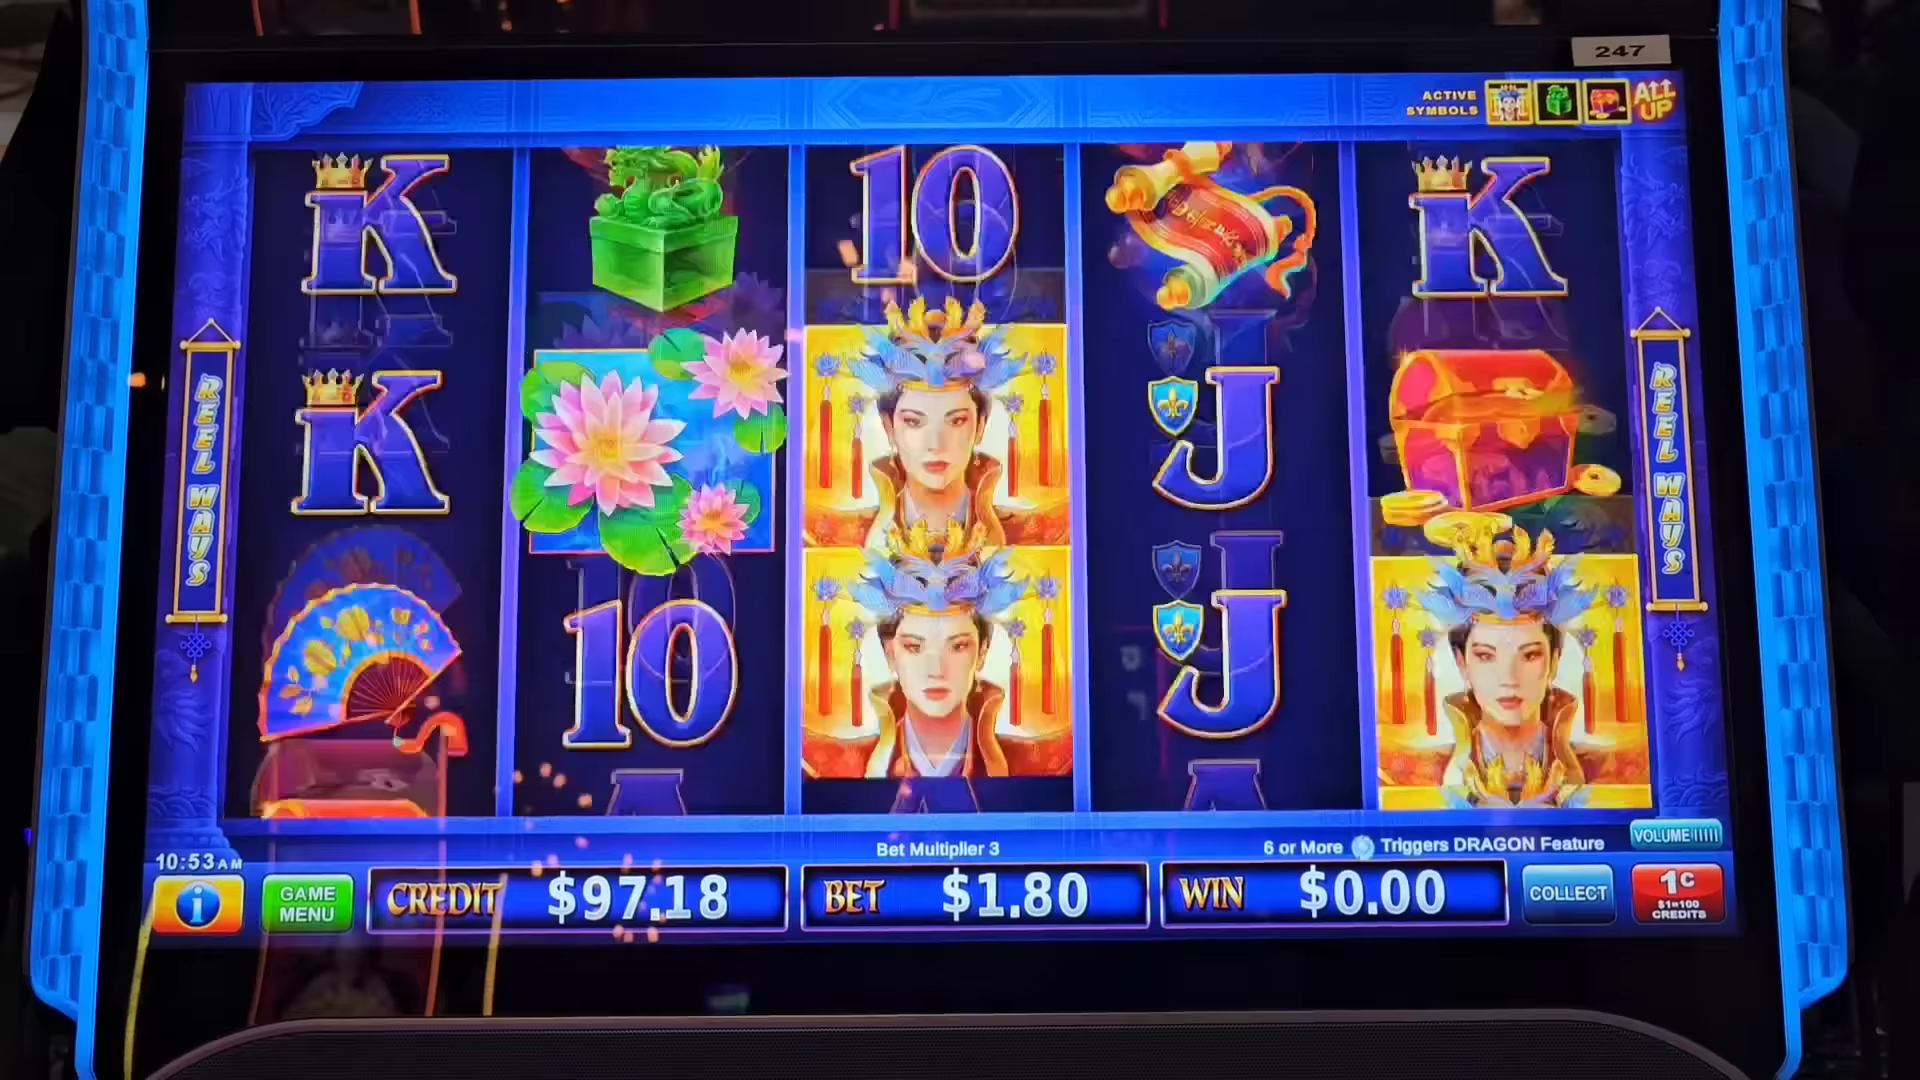 247
ACTIVE
SYMBOLS
ALL
UP
K
10
K
REEL WAYS
K
J
REEL WAYS
10
J
Bet Multiplier 3
6 or More Triggers DRAGON Feature
VOLUME
10:53 AM
i
GAME
MENU
CREDIT $97.18
BET $1.80
WIN $0.00
COLLECT
1¢
$1=100
CREDITS